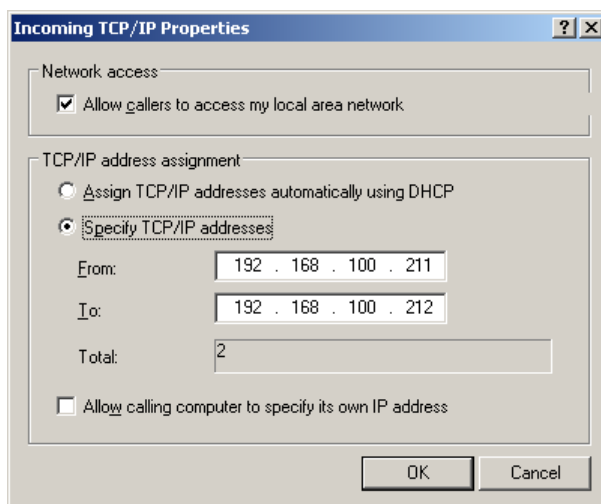 Incoming TCP/IP Properties
Network access
Allow callers to access my local area network
TCP/IP address assignment
Assign TCP/IP addresses automatically using DHCP
Specify TCP/IP addresses
From: 192 . 168 . 100 . 211
To: 192 . 168 . 100 . 212
Total: 2
Allow calling computer to specify its own IP address
OK Cancel